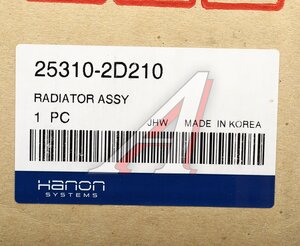 25310-2D210
RADIATOR ASSY
1 PC
JHW MADE IN KOREA
Hanon
SYSTEMS